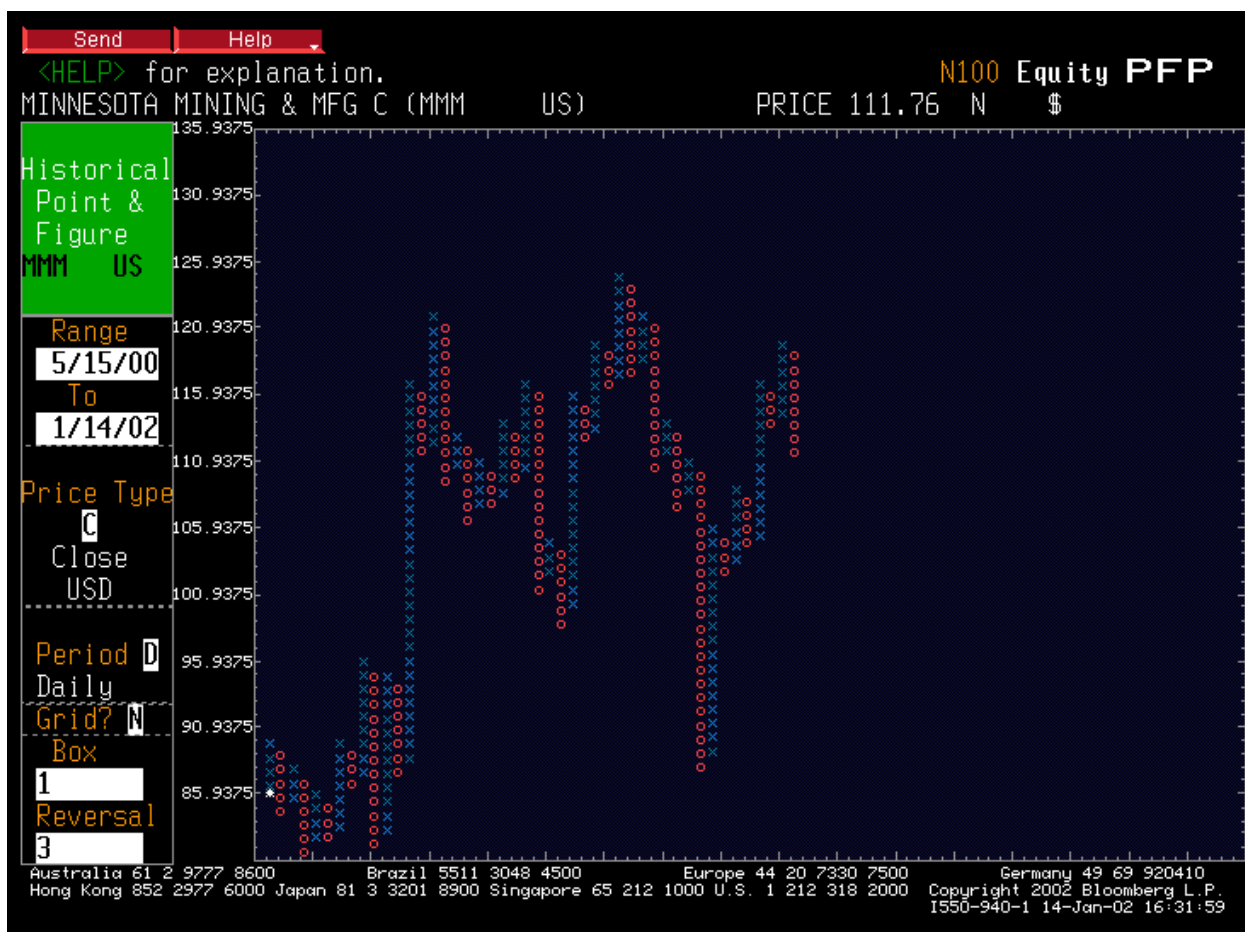 Send Help
<HELP> for explanation. N100 Equity PFP
MINNESOTA MINING & MFG C (MMM US) PRICE 111.76 N $
135.9375
Historical
Point &
Figure
MMM US
130.9375
125.9375
120.9375
115.9375
110.9375
105.9375
100.9375
95.9375
90.9375
85.9375
Range
5/15/00
To
1/14/02
Price Type
C
Close
USD
Period D
Daily
Grid? N
Box
1
Reversal
3
Australia 61 2 9777 8600 Brazil 5511 3048 4500 Europe 44 20 7330 7500 Germany 49 69 920410
Hong Kong 852 2977 6000 Japan 81 3 3201 8900 Singapore 65 212 1000 U.S. 1 212 318 2000 Copyright 2002 Bloomberg L.P.
I550-940-1 14-Jan-02 16:31:59